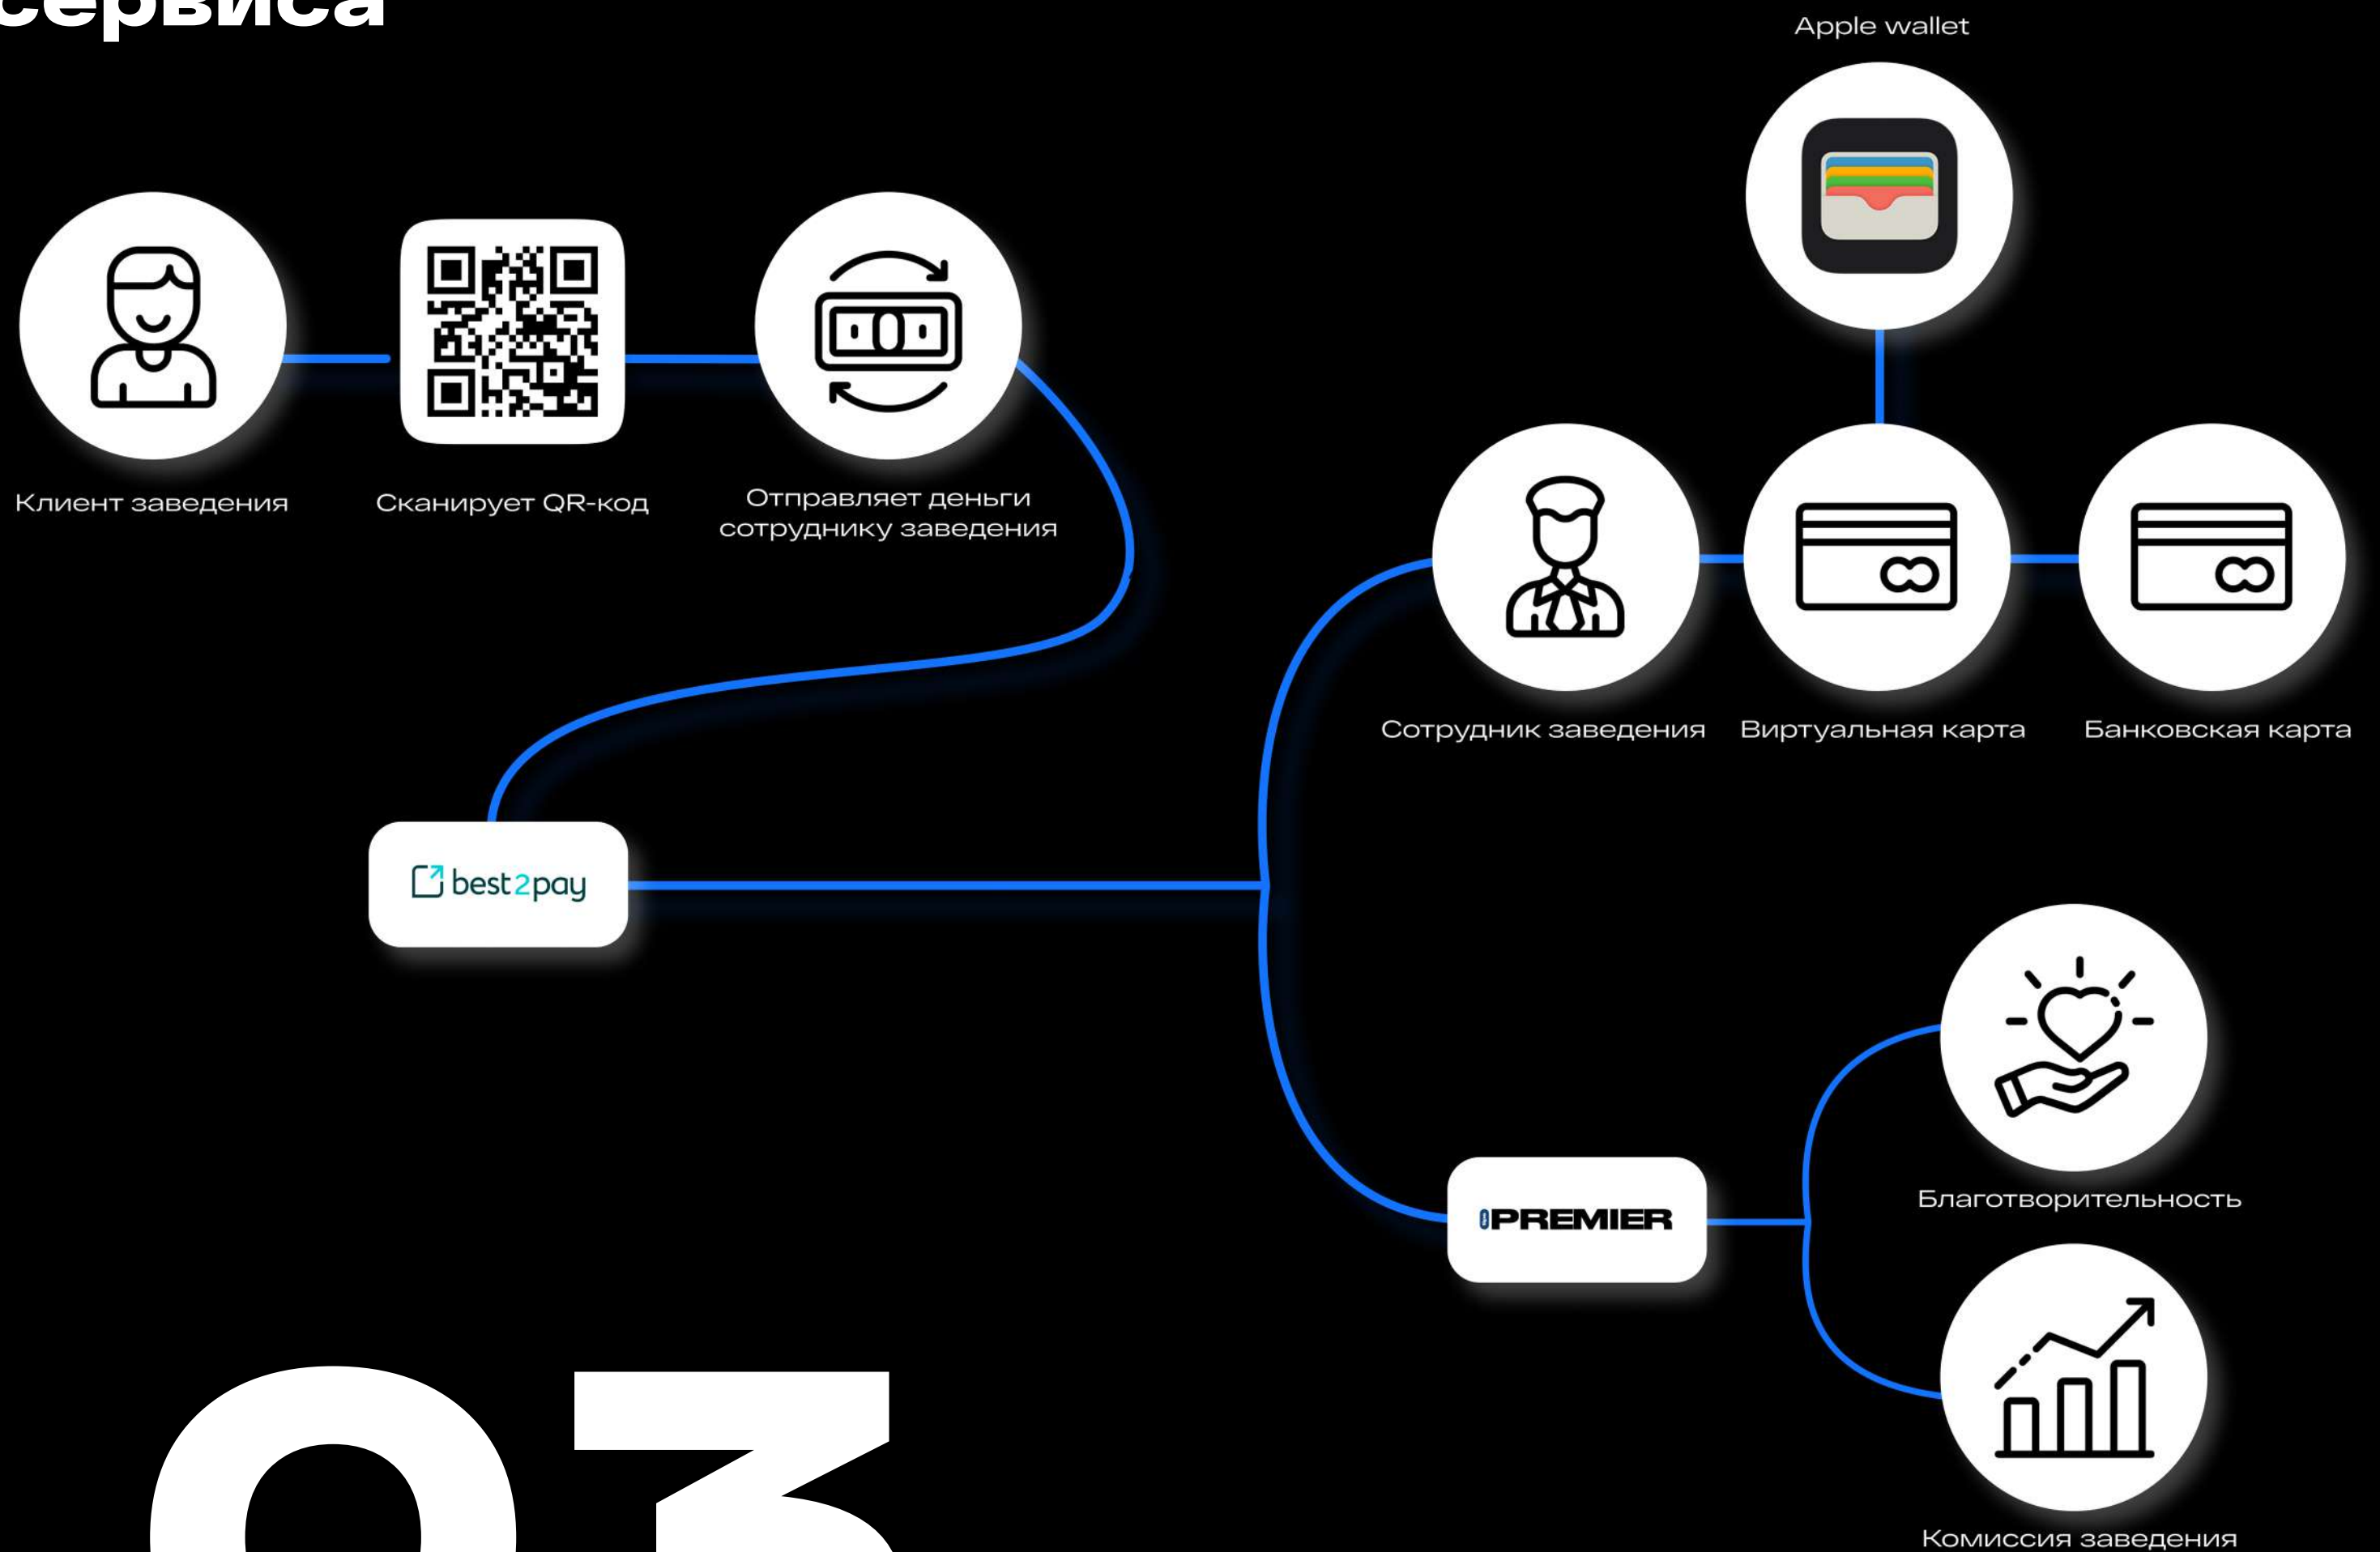 сервиса
Apple wallet
Клиент заведения
Сканирует QR-код
Отправляет деньги
сотруднику заведения
Сотрудник заведения
Виртуальная карта
Банковская карта
best2pay
PREMIER
Благотворительность
Комиссия заведения
03